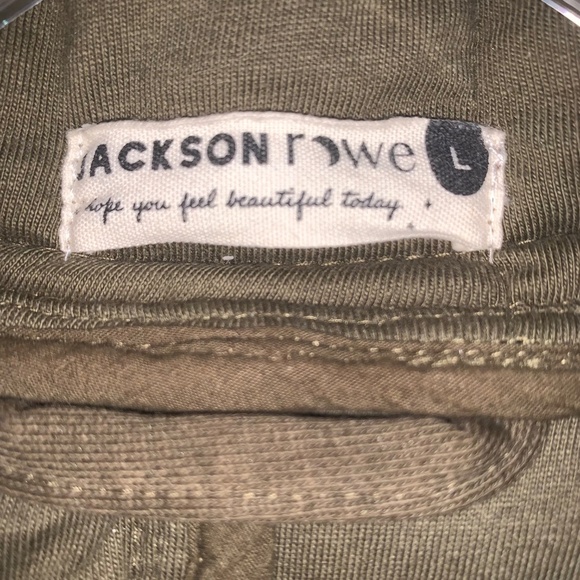 JACKSON rowe L
hope you feel beautiful today.